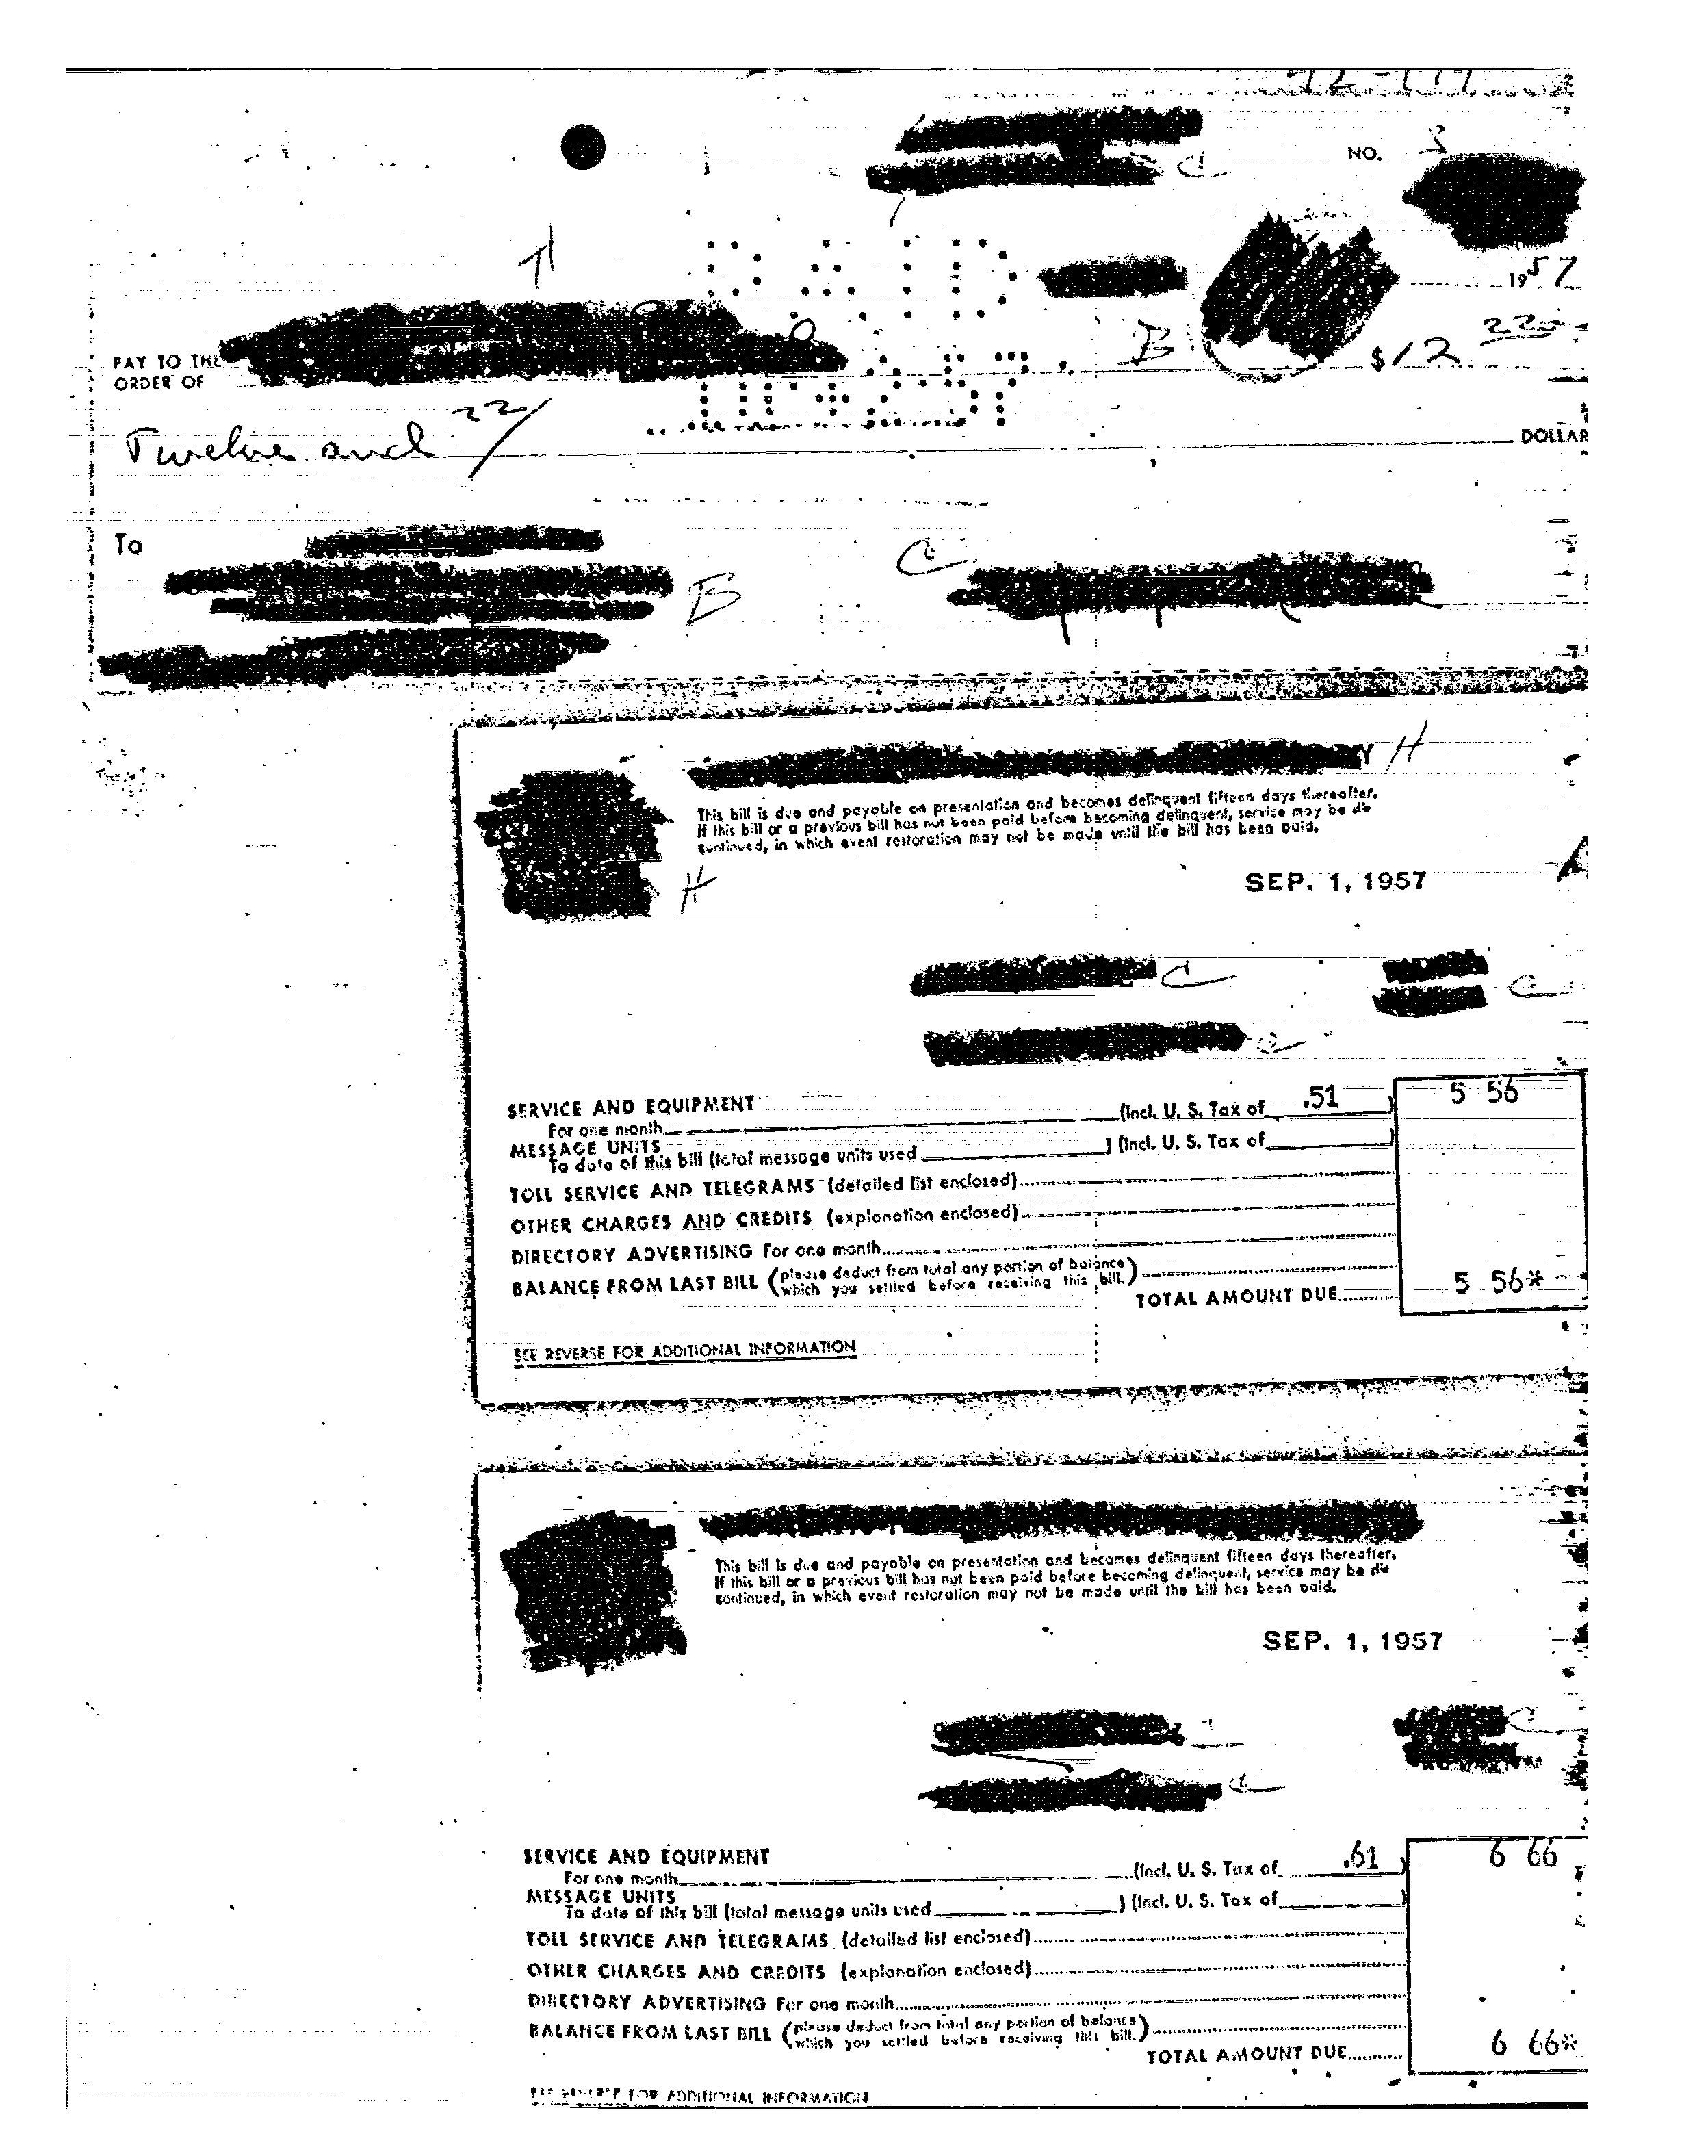 NO. 3
C
PAID
1957
B
$12 22
PAY TO THE
ORDER OF
Twelve and 22/
DOLLAR
To
B
C
H
This bill is due and payable on presentation and becomes delinquent fifteen days thereafter.
If this bill or a previous bill has not been paid before becoming delinquent, service may be dis-
continued, in which event restoration may not be made until the bill has been paid.
H
SEP. 1, 1957
C
C
C
SERVICE AND EQUIPMENT
For one month (Incl. U. S. Tax of .51) 5 56
MESSAGE UNITS
To date of this bill (total message units used ) (Incl. U. S. Tax of )
TOLL SERVICE AND TELEGRAMS (detailed list enclosed)
OTHER CHARGES AND CREDITS (explanation enclosed)
DIRECTORY ADVERTISING For one month
BALANCE FROM LAST BILL (please deduct from total any portion of balance
which you settled before receiving this bill.)
TOTAL AMOUNT DUE 5 56*
SEE REVERSE FOR ADDITIONAL INFORMATION
This bill is due and payable on presentation and becomes delinquent fifteen days thereafter.
If this bill or a previous bill has not been paid before becoming delinquent, service may be dis-
continued, in which event restoration may not be made until the bill has been paid.
SEP. 1, 1957
C
C
SERVICE AND EQUIPMENT
For one month (Incl. U. S. Tax of .61) 6 66
MESSAGE UNITS
To date of this bill (total message units used ) (Incl. U. S. Tax of )
TOLL SERVICE AND TELEGRAMS (detailed list enclosed)
OTHER CHARGES AND CREDITS (explanation enclosed)
DIRECTORY ADVERTISING For one month
BALANCE FROM LAST BILL (please deduct from total any portion of balance
which you settled before receiving this bill.)
TOTAL AMOUNT DUE 6 66*
SEE REVERSE FOR ADDITIONAL INFORMATION